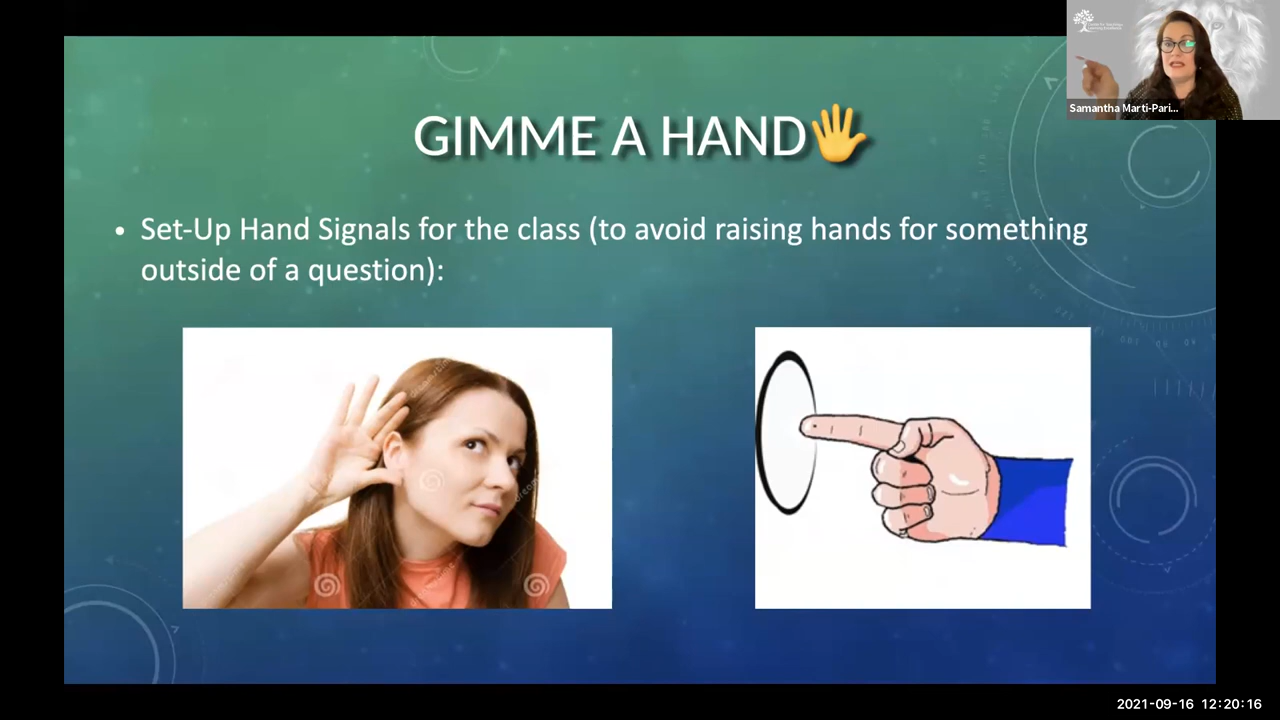 Samantha Marti-Pari...
GIMME A HAND🖐
• Set-Up Hand Signals for the class (to avoid raising hands for something
outside of a question):
2021-09-16 12:20:16